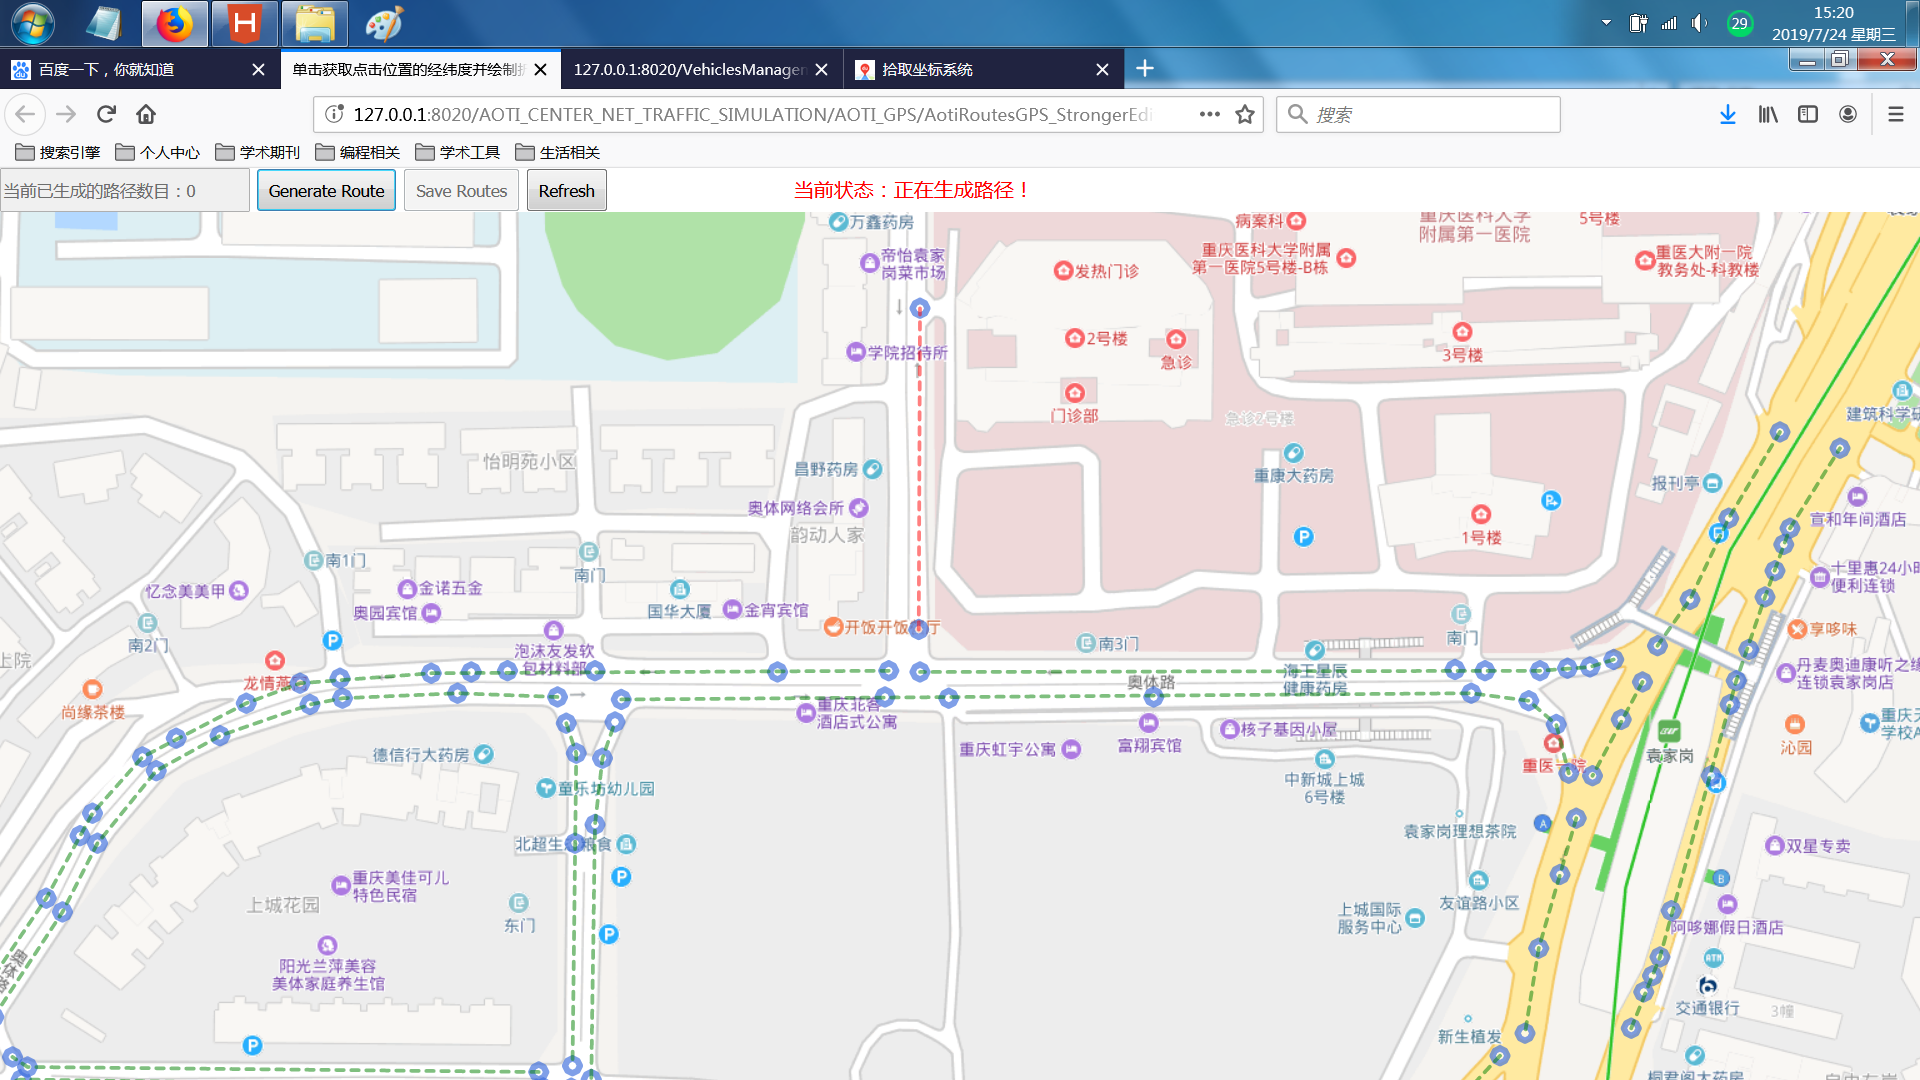 29
15:20
2019/7/24 星期三
百度一下，你就知道
单击获取点击位置的经纬度并绘制折
127.0.0.1:8020/VehiclesManager
拾取坐标系统
127.0.0.1:8020/AOTI_CENTER_NET_TRAFFIC_SIMULATION/AOTI_GPS/AotiRoutesGPS_StrongerEdi
搜索
搜索引擎
个人中心
学术期刊
编程相关
学术工具
生活相关
当前已生成的路径数目：0
Generate Route
Save Routes
Refresh
当前状态：正在生成路径！
万鑫药房
病案科
重庆医科大学
附属第一医院
5号楼
帝怡袁家
岗菜市场
发热门诊
重庆医科大学附属
第一医院5号楼-B栋
重医大附一院
教务处-科教楼
学院招待所
2号楼
急诊
3号楼
门诊部
急诊2号楼
建筑科学研
怡明苑小区
昌野药房
重康大药房
报刊亭
奥体网络会所
韵动人家
宣和年间酒店
1号楼
南1门
南门
忆念美美甲
金诺五金
奥园宾馆
国华大厦
金宵宾馆
十里惠24小时
便利连锁
南2门
开饭开饭
厅
南3门
南门
享哆味
上院
泡沫友发软
包材料部
龙情燕
海王星辰
健康药房
丹麦奥迪康听之缘
连锁袁家岗店
奥体路
尚缘茶楼
重庆北客
酒店式公寓
核子基因小屋
重庆天
学校A
德信行大药房
重庆虹宇公寓
富翔宾馆
沁园
袁家岗
重医一院
童乐坊幼儿园
中新城上城
6号楼
袁家岗理想茶院
A
北超生
粮食
双星专卖
重庆美佳可儿
特色民宿
上城花园
东门
B
友谊路小区
上城国际
服务中心
阿哆娜假日酒店
阳光兰萍美容
美体家庭养生馆
奥体路
ATM
交通银行
3幢
新生植发
桐君阁大药房